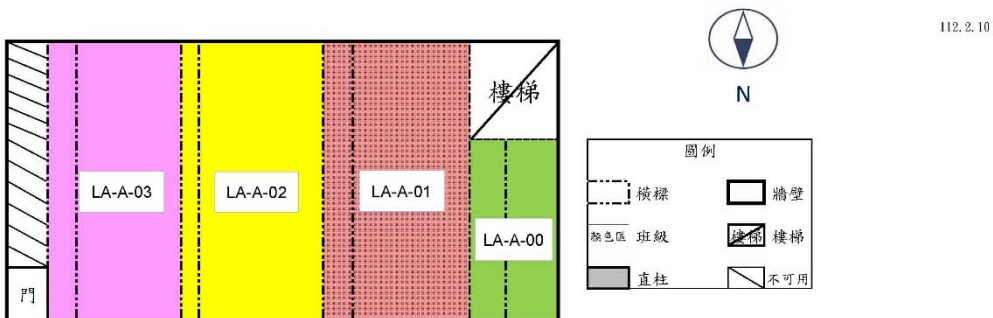 112.2.10
N
樓梯
LA-A-03
LA-A-02
LA-A-01
LA-A-00
門
圖例
橫樑
牆壁
顏色區 班級
樓梯 樓梯
直柱
不可用